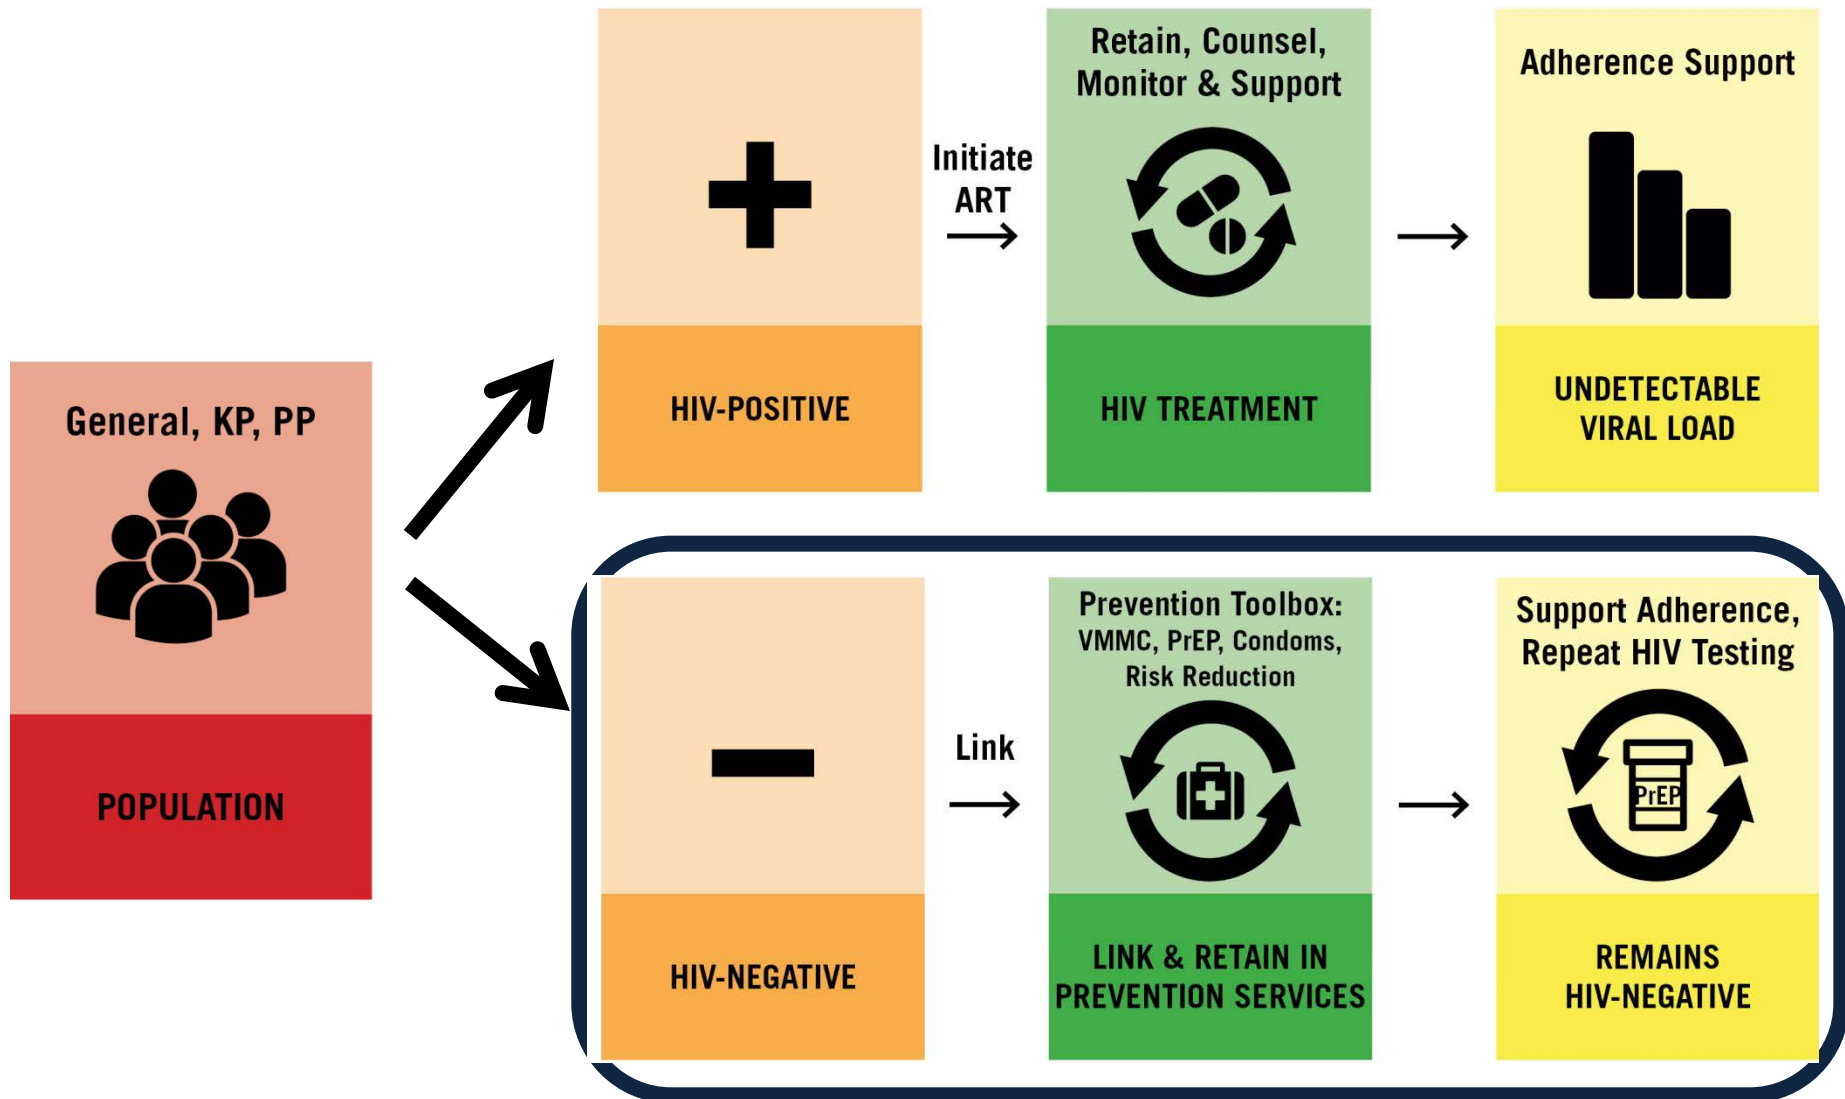 General, KP, PP
POPULATION
HIV-POSITIVE
Initiate
ART
Retain, Counsel,
Monitor & Support
HIV TREATMENT
Adherence Support
UNDETECTABLE
VIRAL LOAD
HIV-NEGATIVE
Link
Prevention Toolbox:
VMMC, PrEP, Condoms,
Risk Reduction
LINK & RETAIN IN
PREVENTION SERVICES
Support Adherence,
Repeat HIV Testing
PrEP
REMAINS
HIV-NEGATIVE